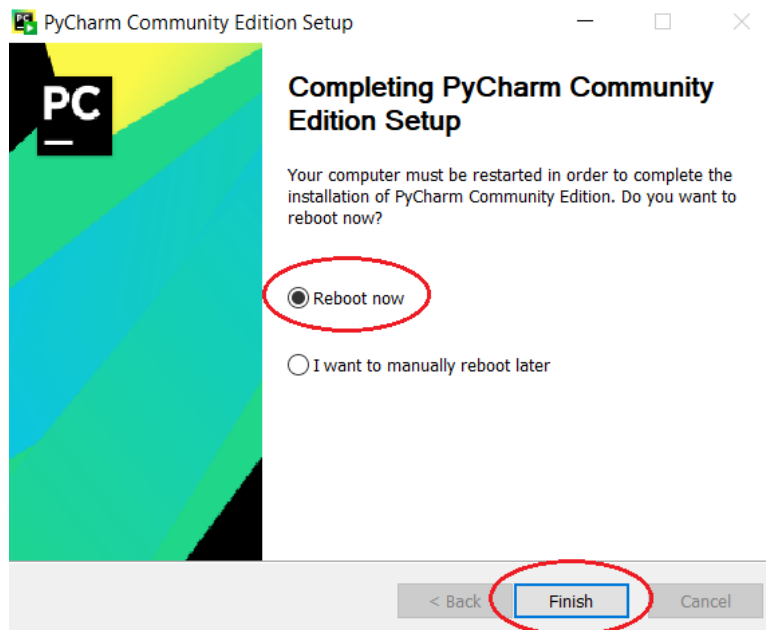 PyCharm Community Edition Setup
PC
Completing PyCharm Community
Edition Setup
Your computer must be restarted in order to complete the
installation of PyCharm Community Edition. Do you want to
reboot now?
Reboot now
I want to manually reboot later
< Back Finish Cancel